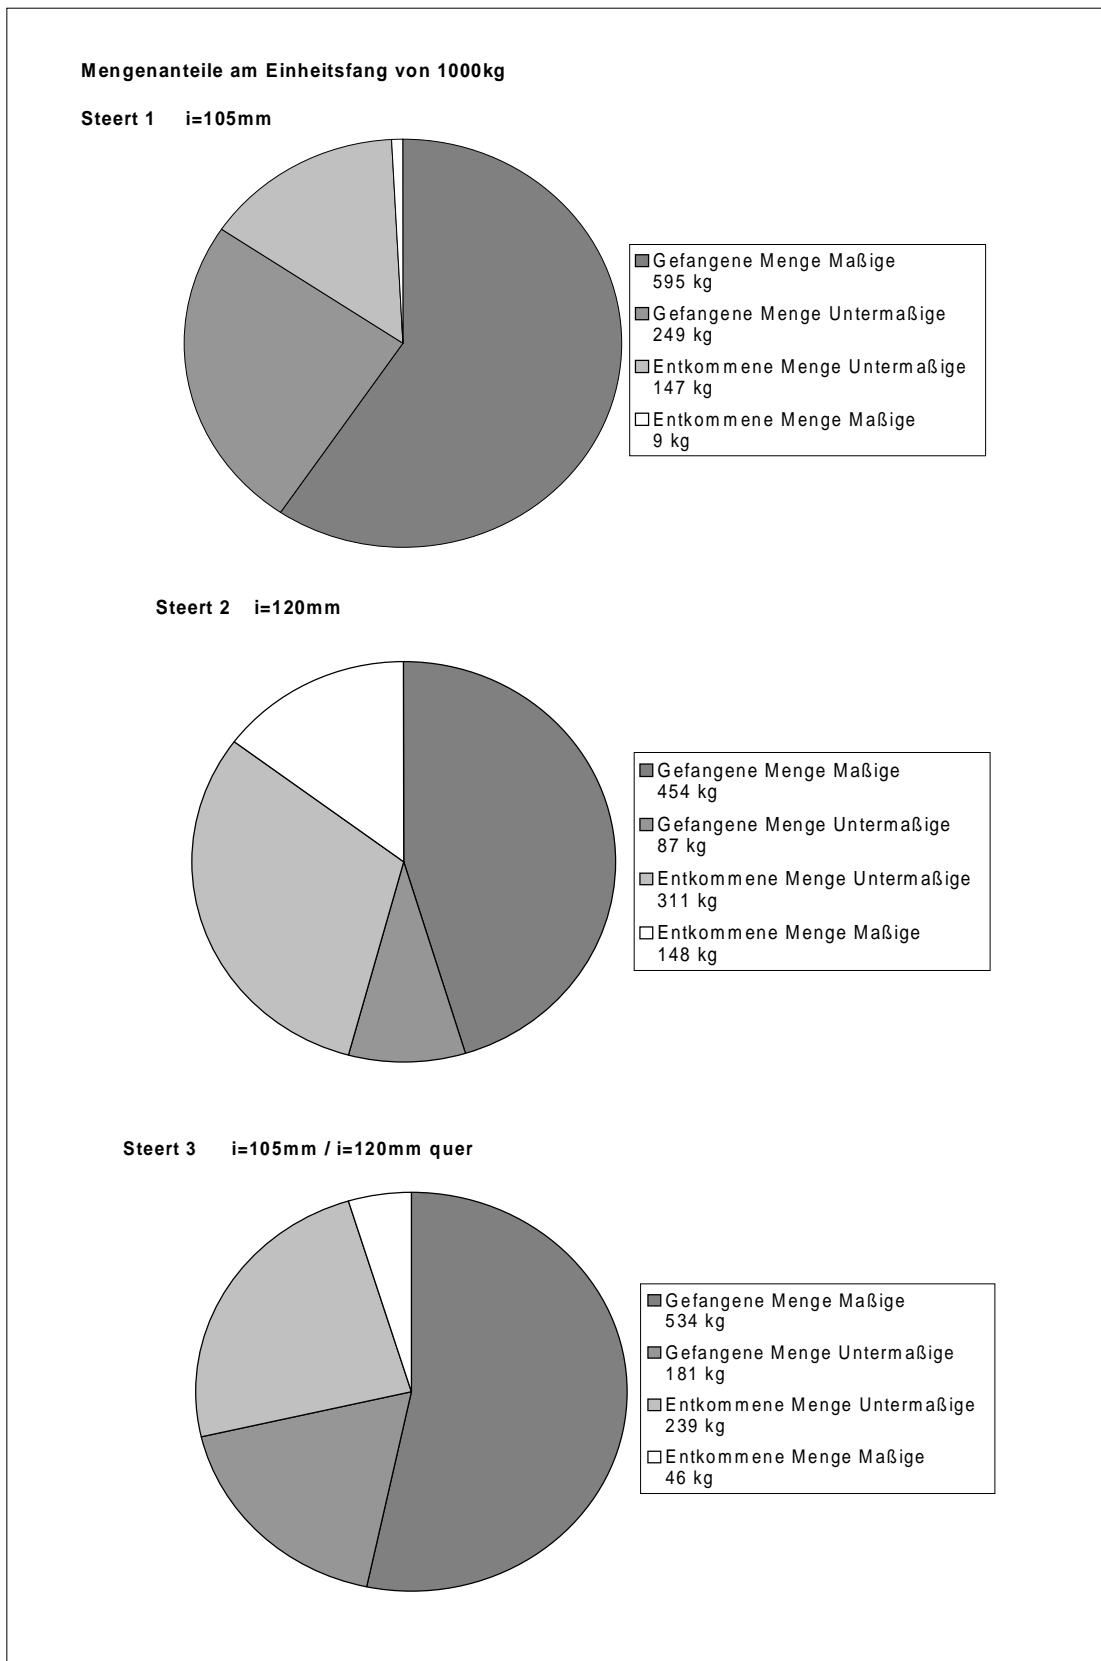 Mengenanteile am Einheitsfang von 1000kg
Steert 1 i=105mm
Gefangene Menge Maßige
595 kg
Gefangene Menge Untermaßige
249 kg
Entkommene Menge Untermaßige
147 kg
Entkommene Menge Maßige
9 kg
Steert 2 i=120mm
Gefangene Menge Maßige
454 kg
Gefangene Menge Untermaßige
87 kg
Entkommene Menge Untermaßige
311 kg
Entkommene Menge Maßige
148 kg
Steert 3 i=105mm / i=120mm quer
Gefangene Menge Maßige
534 kg
Gefangene Menge Untermaßige
181 kg
Entkommene Menge Untermaßige
239 kg
Entkommene Menge Maßige
46 kg